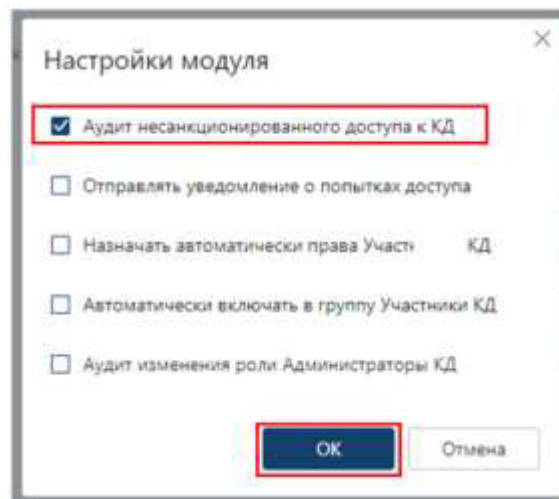 Настройки модуля
Аудит несанкционированного доступа к КД
Отправлять уведомление о попытках доступа
Назначать автоматически права КД
Автоматически включать в группу Участники КД
Аудит изменения роли Администраторы КД
ОК
Отмена